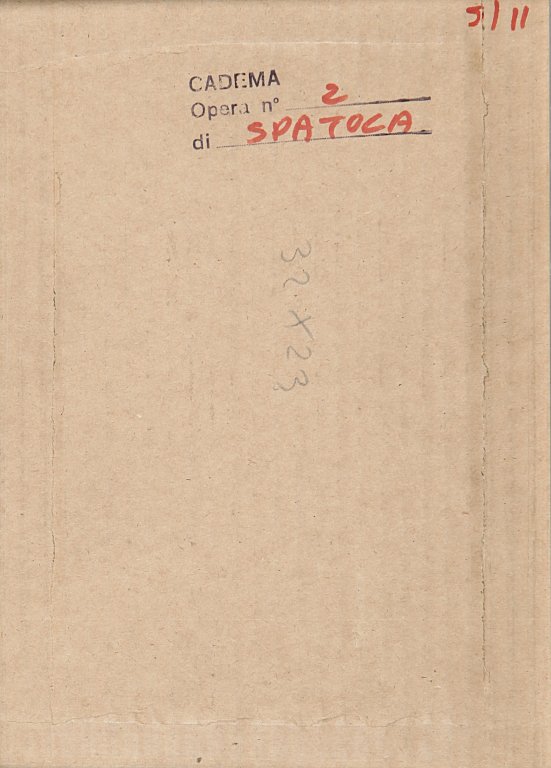 5/11
CADEMA
Opera n° 2
di SPATOCA
32 x 23